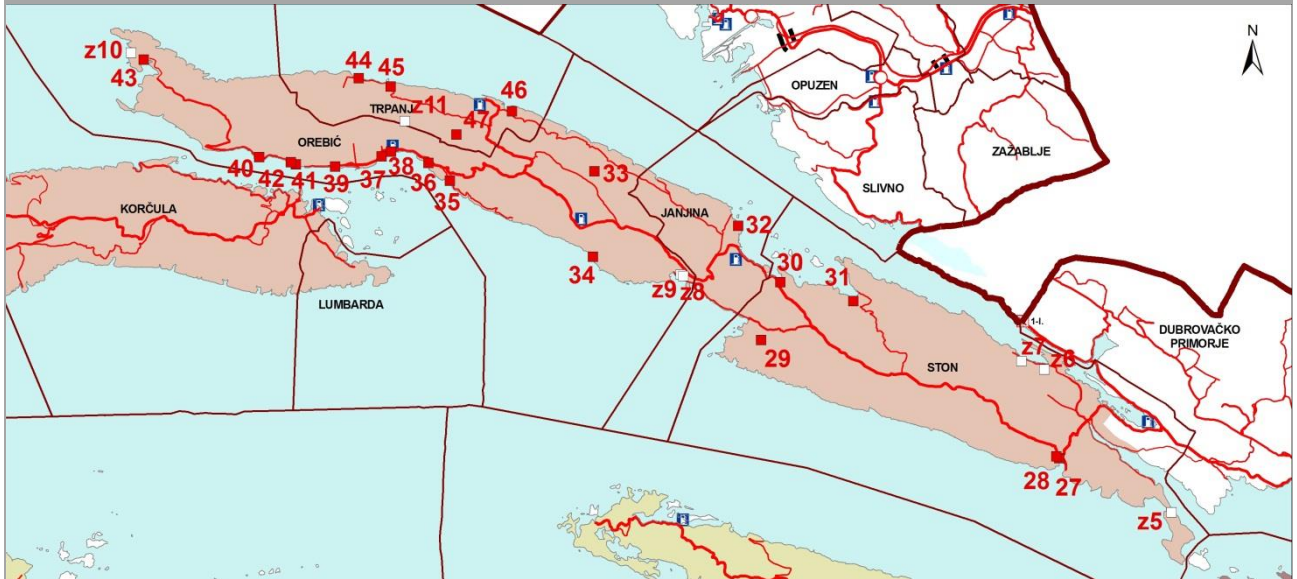 N
z10
43
44
45
46
OPUZEN
TRPANJ
z11
47
ZAŽABLJE
OREBIĆ
40
42
41
39
37
38
36
35
33
SLIVNO
KORČULA
JANJINA
32
34
z9
z8
30
31
LUMBARDA
1-I.
DUBROVAČKO
PRIMORJE
29
STON
z7
z6
28
27
z5